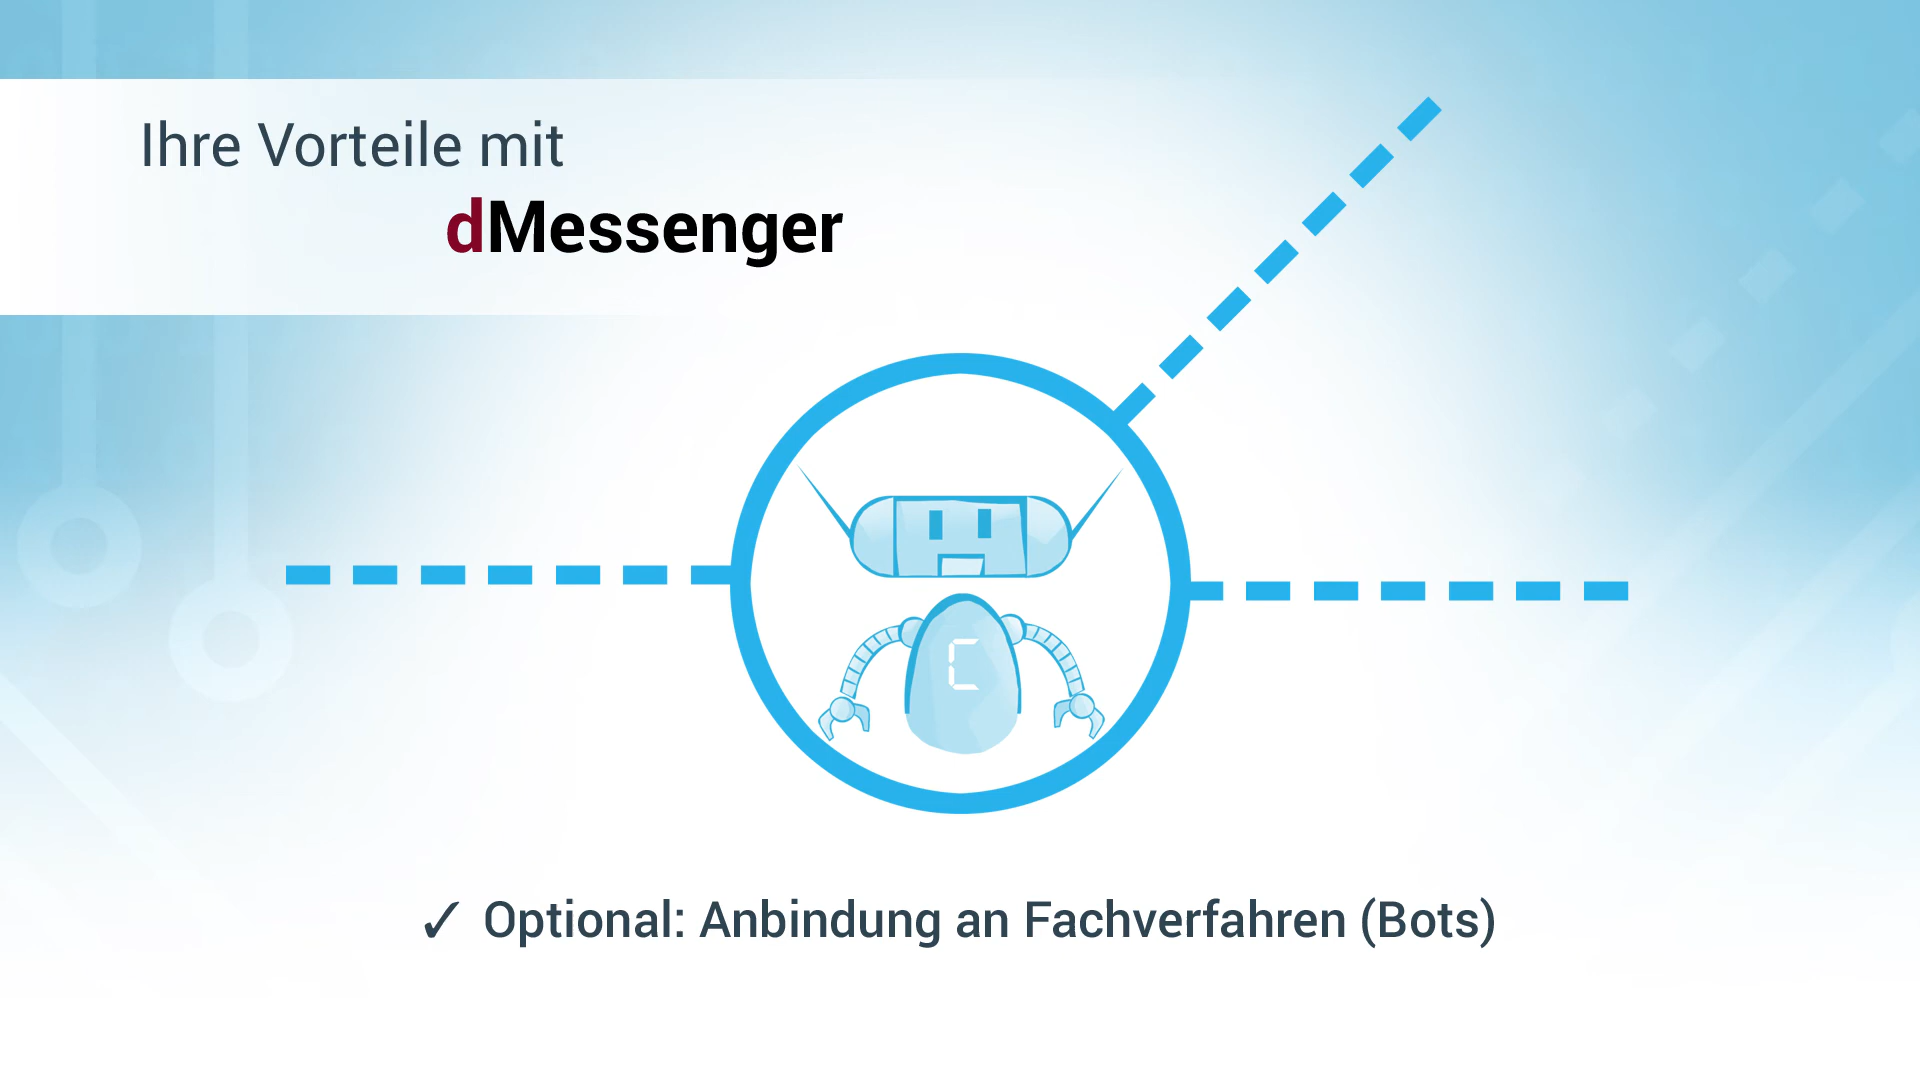 Ihre Vorteile mit
dMessenger
C
✓ Optional: Anbindung an Fachverfahren (Bots)